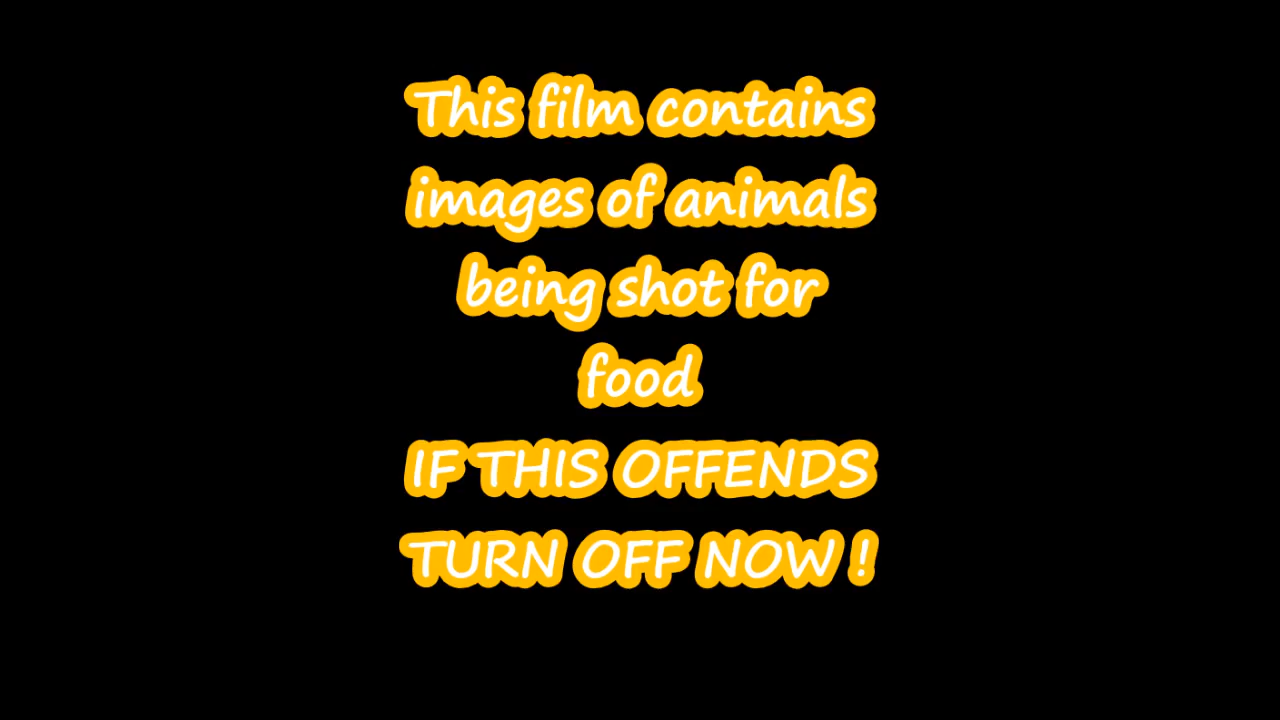 This film contains
images of animals
being shot for
food
IF THIS OFFENDS
TURN OFF NOW !